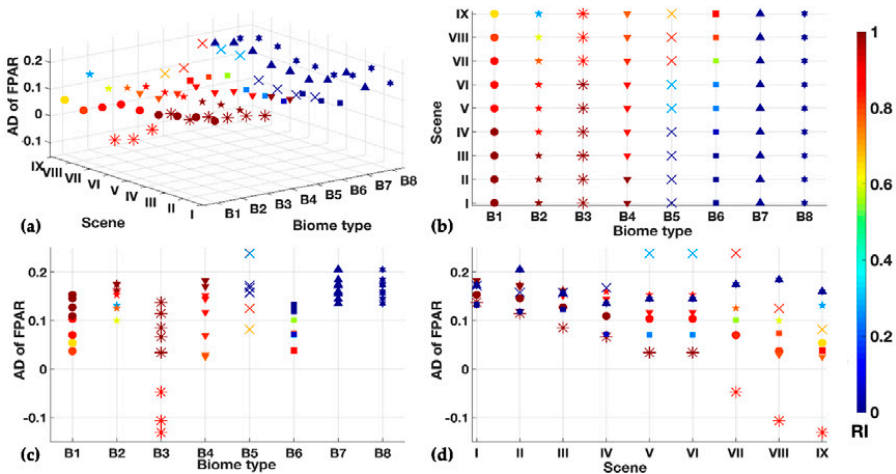 0.2
0.15
0.1
0
-0.1
AD of FPAR
IX
VIII
VII
VI
V
IV
III
II
I
Scene
B1
B2
B3
B4
B5
B6
B7
B8
Biome type
(a)
IX
VIII
VII
VI
V
IV
III
II
I
Scene
B1 B2 B3 B4 B5 B6 B7 B8
Biome type
(b)
0.2
0.1
0
-0.1
AD of FPAR
B1 B2 B3 B4 B5 B6 B7 B8
Biome type
(c)
0.2
0.1
0
-0.1
AD of FPAR
I II III IV V VI VII VIII IX
Scene
(d)
1
0.8
0.6
0.4
0.2
0
RI